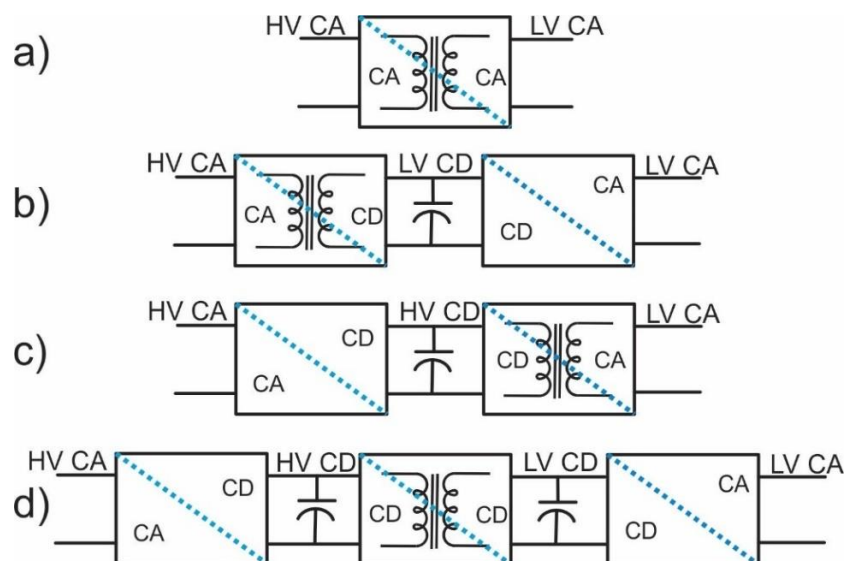 HV CA LV CA
a)
CA CA
HV CA LV CD LV CA
b)
CA CD CD CA
HV CA HV CD LV CA
c)
CA CD CD CA
HV CA HV CD LV CD LV CA
d)
CA CD CD CD CD CA